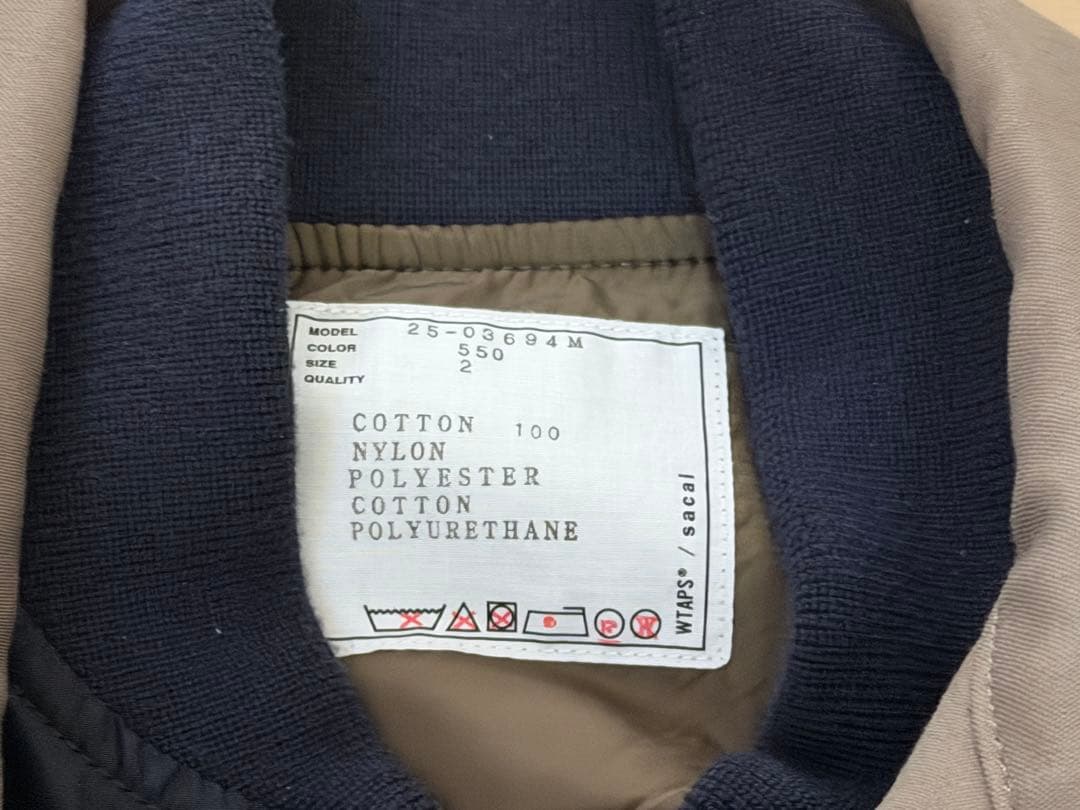 MODEL 25-03694M
COLOR 550
SIZE 2
QUALITY
COTTON 100
NYLON
POLYESTER
COTTON
POLYURETHANE
P W
WTAPS® / sacai